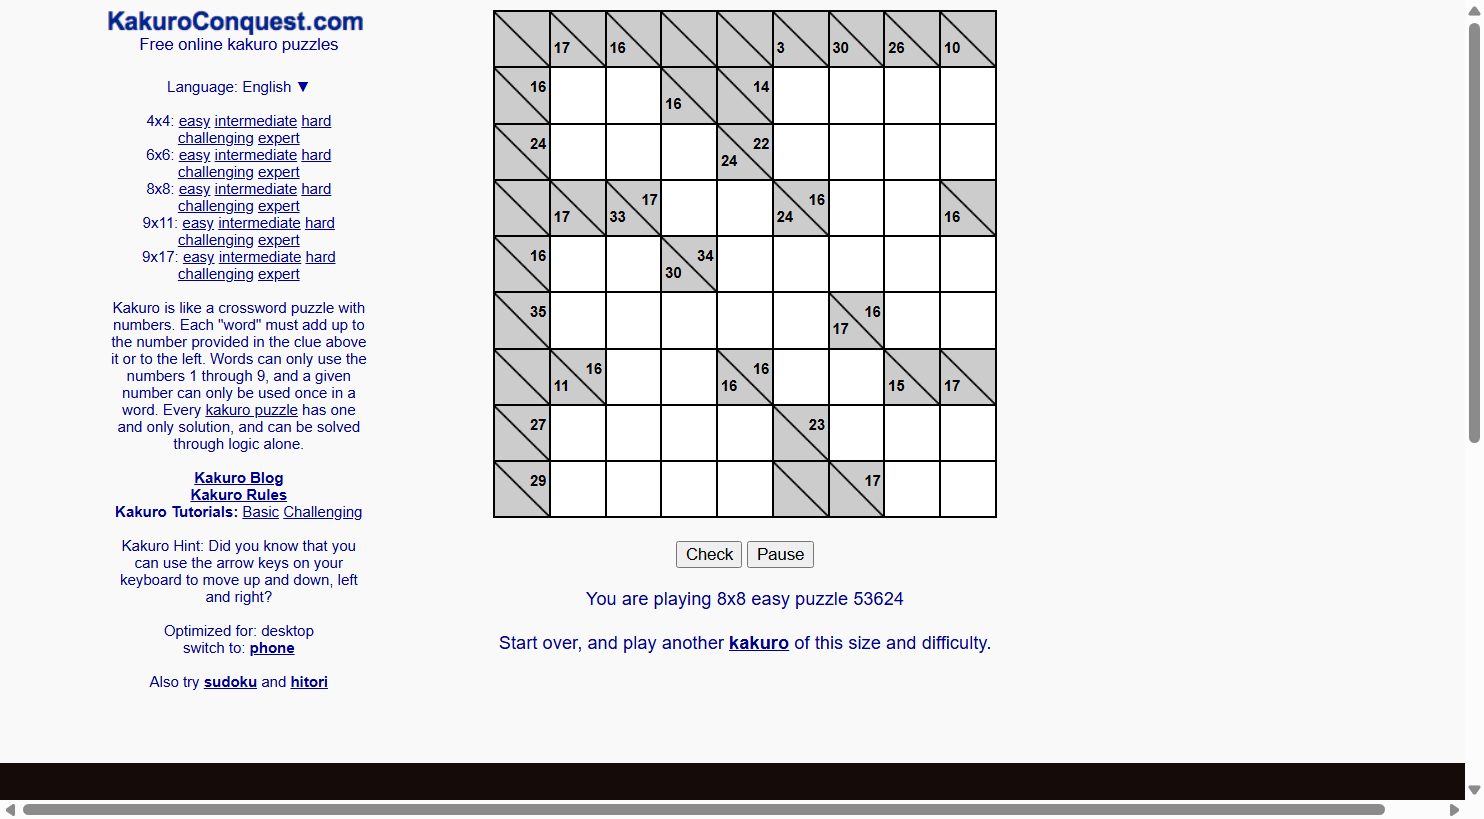 KakuroConquest.com
Free online kakuro puzzles
Language: English ▼
4x4: easy intermediate hard
challenging expert
6x6: easy intermediate hard
challenging expert
8x8: easy intermediate hard
challenging expert
9x11: easy intermediate hard
challenging expert
9x17: easy intermediate hard
challenging expert
Kakuro is like a crossword puzzle with
numbers. Each "word" must add up to
the number provided in the clue above
it or to the left. Words can only use the
numbers 1 through 9, and a given
number can only be used once in a
word. Every kakuro puzzle has one
and only solution, and can be solved
through logic alone.
Kakuro Blog
Kakuro Rules
Kakuro Tutorials: Basic Challenging
Kakuro Hint: Did you know that you
can use the arrow keys on your
keyboard to move up and down, left
and right?
Optimized for: desktop
switch to: phone
Also try sudoku and hitori
17 16 3 30 26 10
16 16 14
24 24 22
17 33 17 24 16 16
16 30 34
35 17 16
11 16 16 16 15 17
27 23
29 17
Check Pause
You are playing 8x8 easy puzzle 53624
Start over, and play another kakuro of this size and difficulty.